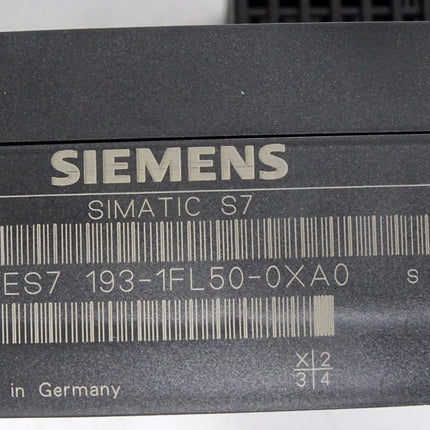 SIEMENS
SIMATIC S7
ES7 193-1FL50-0XA0 S
X 2
3 4
in Germany